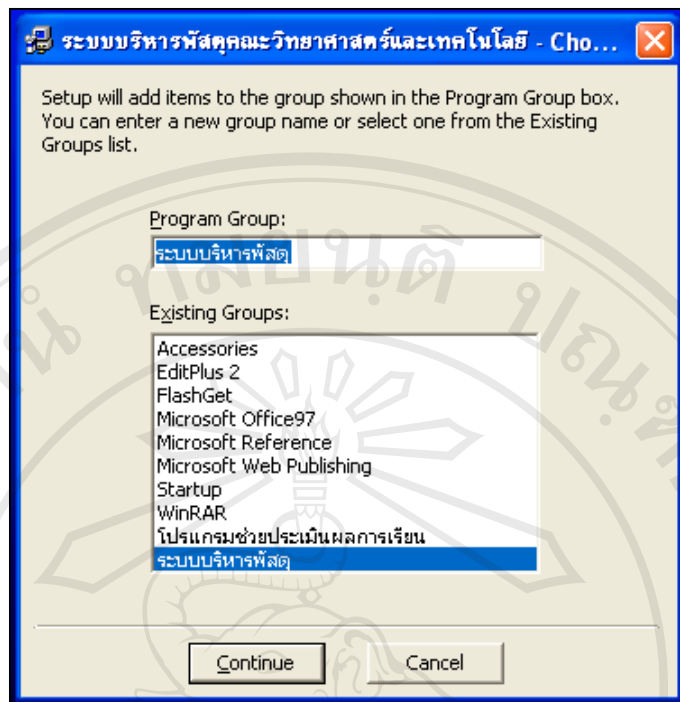 ระบบบริหารพัสดุคณะวิทยาศาสตร์และเทคโนโลยี - Cho...
Setup will add items to the group shown in the Program Group box.
You can enter a new group name or select one from the Existing
Groups list.
Program Group:
ระบบบริหารพัสดุ
Existing Groups:
Accessories
EditPlus 2
FlashGet
Microsoft Office97
Microsoft Reference
Microsoft Web Publishing
Startup
WinRAR
โปรแกรมช่วยประเมินผลการเรียน
ระบบบริหารพัสดุ
Continue
Cancel